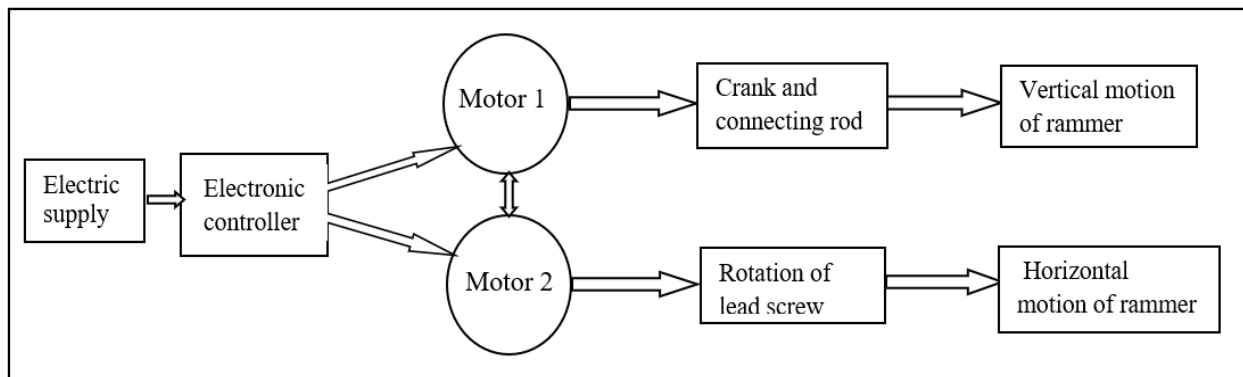 Electric
supply
Electronic
controller
Motor 1
Crank and
connecting rod
Vertical motion
of rammer
Motor 2
Rotation of
lead screw
Horizontal
motion of rammer